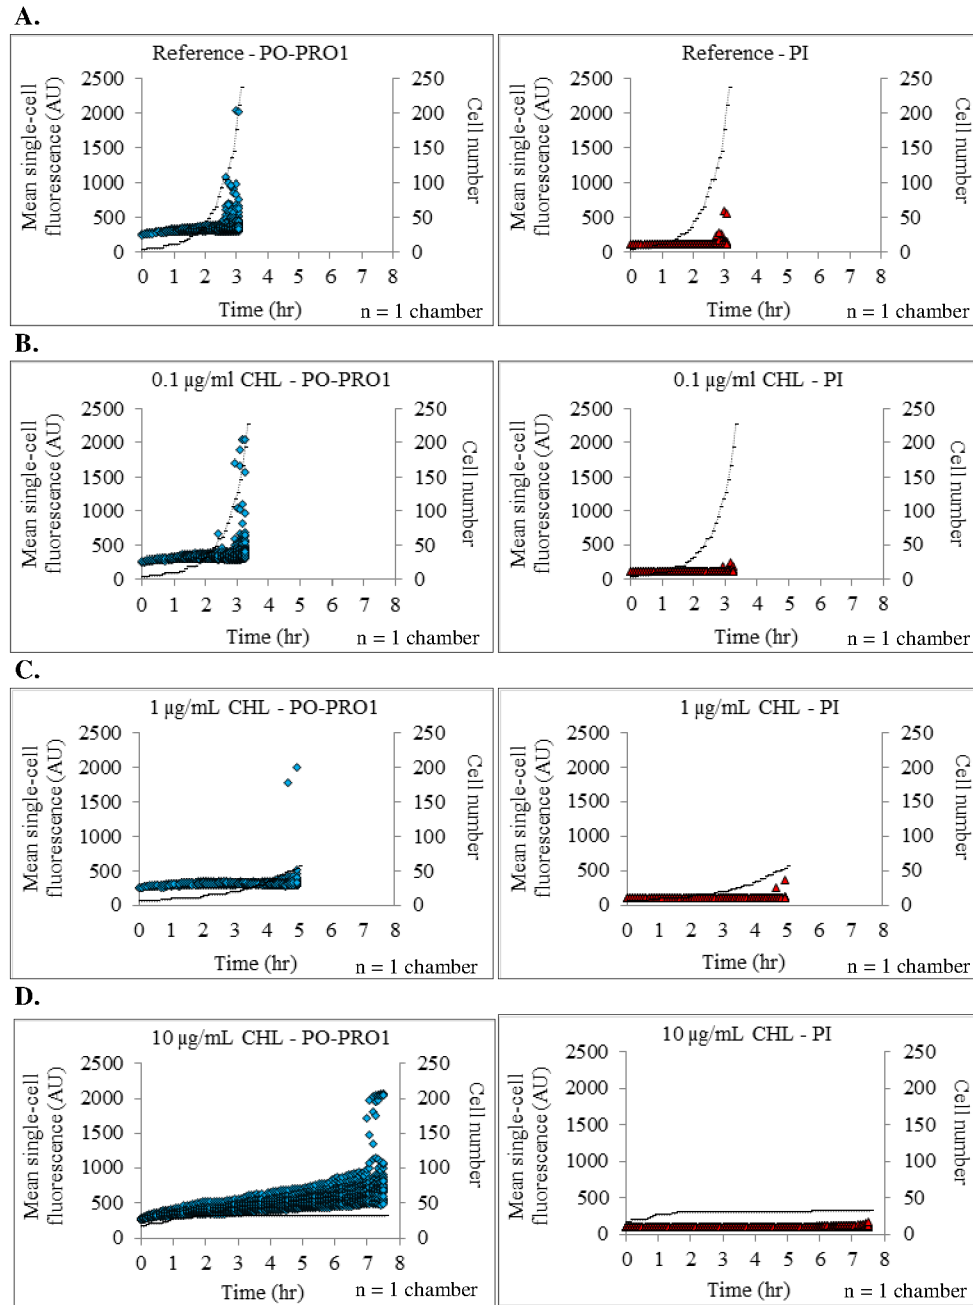 A.
Reference - PO-PRO1
Mean single-cell
fluorescence (AU)
2500
2000
1500
1000
500
0
250
200
150
100
50
0
Cell number
0 1 2 3 4 5 6 7 8
Time (hr)
n = 1 chamber
Reference - PI
Mean single-cell
fluorescence (AU)
2500
2000
1500
1000
500
0
250
200
150
100
50
0
Cell number
0 1 2 3 4 5 6 7 8
Time (hr)
n = 1 chamber
B.
0.1 µg/ml CHL - PO-PRO1
Mean single-cell
fluorescence (AU)
2500
2000
1500
1000
500
0
250
200
150
100
50
0
Cell number
0 1 2 3 4 5 6 7 8
Time (hr)
n = 1 chamber
0.1 µg/ml CHL - PI
Mean single-cell
fluorescence (AU)
2500
2000
1500
1000
500
0
250
200
150
100
50
0
Cell number
0 1 2 3 4 5 6 7 8
Time (hr)
n = 1 chamber
C.
1 µg/mL CHL - PO-PRO1
Mean single-cell
fluorescence (AU)
2500
2000
1500
1000
500
0
250
200
150
100
50
0
Cell number
0 1 2 3 4 5 6 7 8
Time (hr)
n = 1 chamber
1 µg/mL CHL - PI
Mean single-cell
fluorescence (AU)
2500
2000
1500
1000
500
0
250
200
150
100
50
0
Cell number
0 1 2 3 4 5 6 7 8
Time (hr)
n = 1 chamber
D.
10 µg/mL CHL - PO-PRO1
Mean single-cell
fluorescence (AU)
2500
2000
1500
1000
500
0
250
200
150
100
50
0
Cell number
0 1 2 3 4 5 6 7 8
Time (hr)
n = 1 chamber
10 µg/mL CHL - PI
Mean single-cell
fluorescence (AU)
2500
2000
1500
1000
500
0
250
200
150
100
50
0
Cell number
0 1 2 3 4 5 6 7 8
Time (hr)
n = 1 chamber